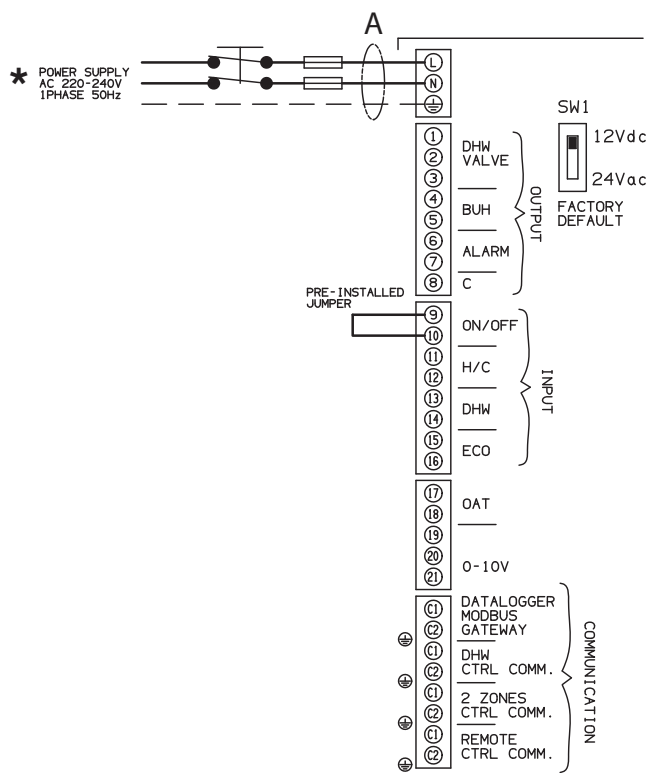 A
* POWER SUPPLY
AC 220-240V
1PHASE 50Hz
L
N
SW1
12Vdc
24Vac
FACTORY
DEFAULT
1
2
3
DHW
VALVE
4
5
BUH
6
7
ALARM
8
C
OUTPUT
PRE-INSTALLED
JUMPER
9
10
ON/OFF
11
12
H/C
13
14
DHW
15
16
ECO
INPUT
17
18
OAT
19
20
21
0-10V
C1
C2
DATALOGGER
MODBUS
GATEWAY
C1
C2
DHW
CTRL COMM.
C1
C2
2 ZONES
CTRL COMM.
C1
C2
REMOTE
CTRL COMM.
COMMUNICATION